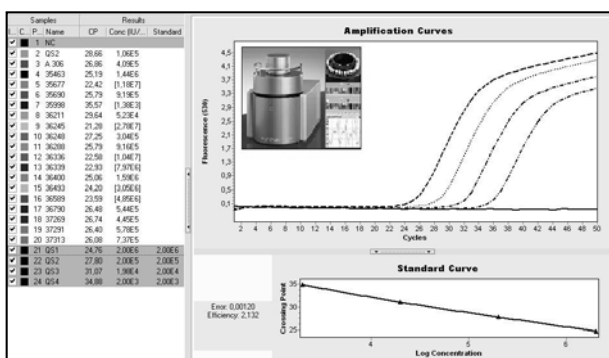 Samples Results
I... C... P... Name CP Conc [IU/... Standard
1 NC
2 QS2 28,66 1,06E5
3 A 306 26,86 4,09E5
4 35463 25,19 1,44E6
5 35677 22,42 [1,18E7]
6 35690 25,79 9,19E5
7 35998 35,57 [1,38E3]
8 36211 29,64 5,23E4
9 36245 21,28 [2,78E7]
10 36248 27,25 3,04E5
11 36288 25,79 9,16E5
12 36336 22,58 [1,04E7]
13 36339 22,93 [7,97E6]
14 36400 25,06 1,59E6
15 36493 24,20 [3,05E6]
16 36589 23,59 [4,85E6]
17 36790 26,48 5,44E5
18 37269 26,74 4,45E5
19 37291 26,40 5,78E5
20 37313 26,08 7,37E5
21 QS1 24,76 2,00E6 2,00E6
22 QS2 27,80 2,00E5 2,00E5
23 QS3 31,07 1,98E4 2,00E4
24 QS4 34,88 2,00E3 2,00E3
Amplification Curves
Fluorescence (530)
4,5
4,1
3,7
3,3
2,9
2,5
2,1
1,7
1,3
0,9
0,5
0,1
2 4 6 8 10 12 14 16 18 20 22 24 26 28 30 32 34 36 38 40 42 44 46 48 50
Cycles
Standard Curve
Error: 0,00120
Efficiency: 2,132
Crossing Point
35
30
25
4 5 6
Log Concentration